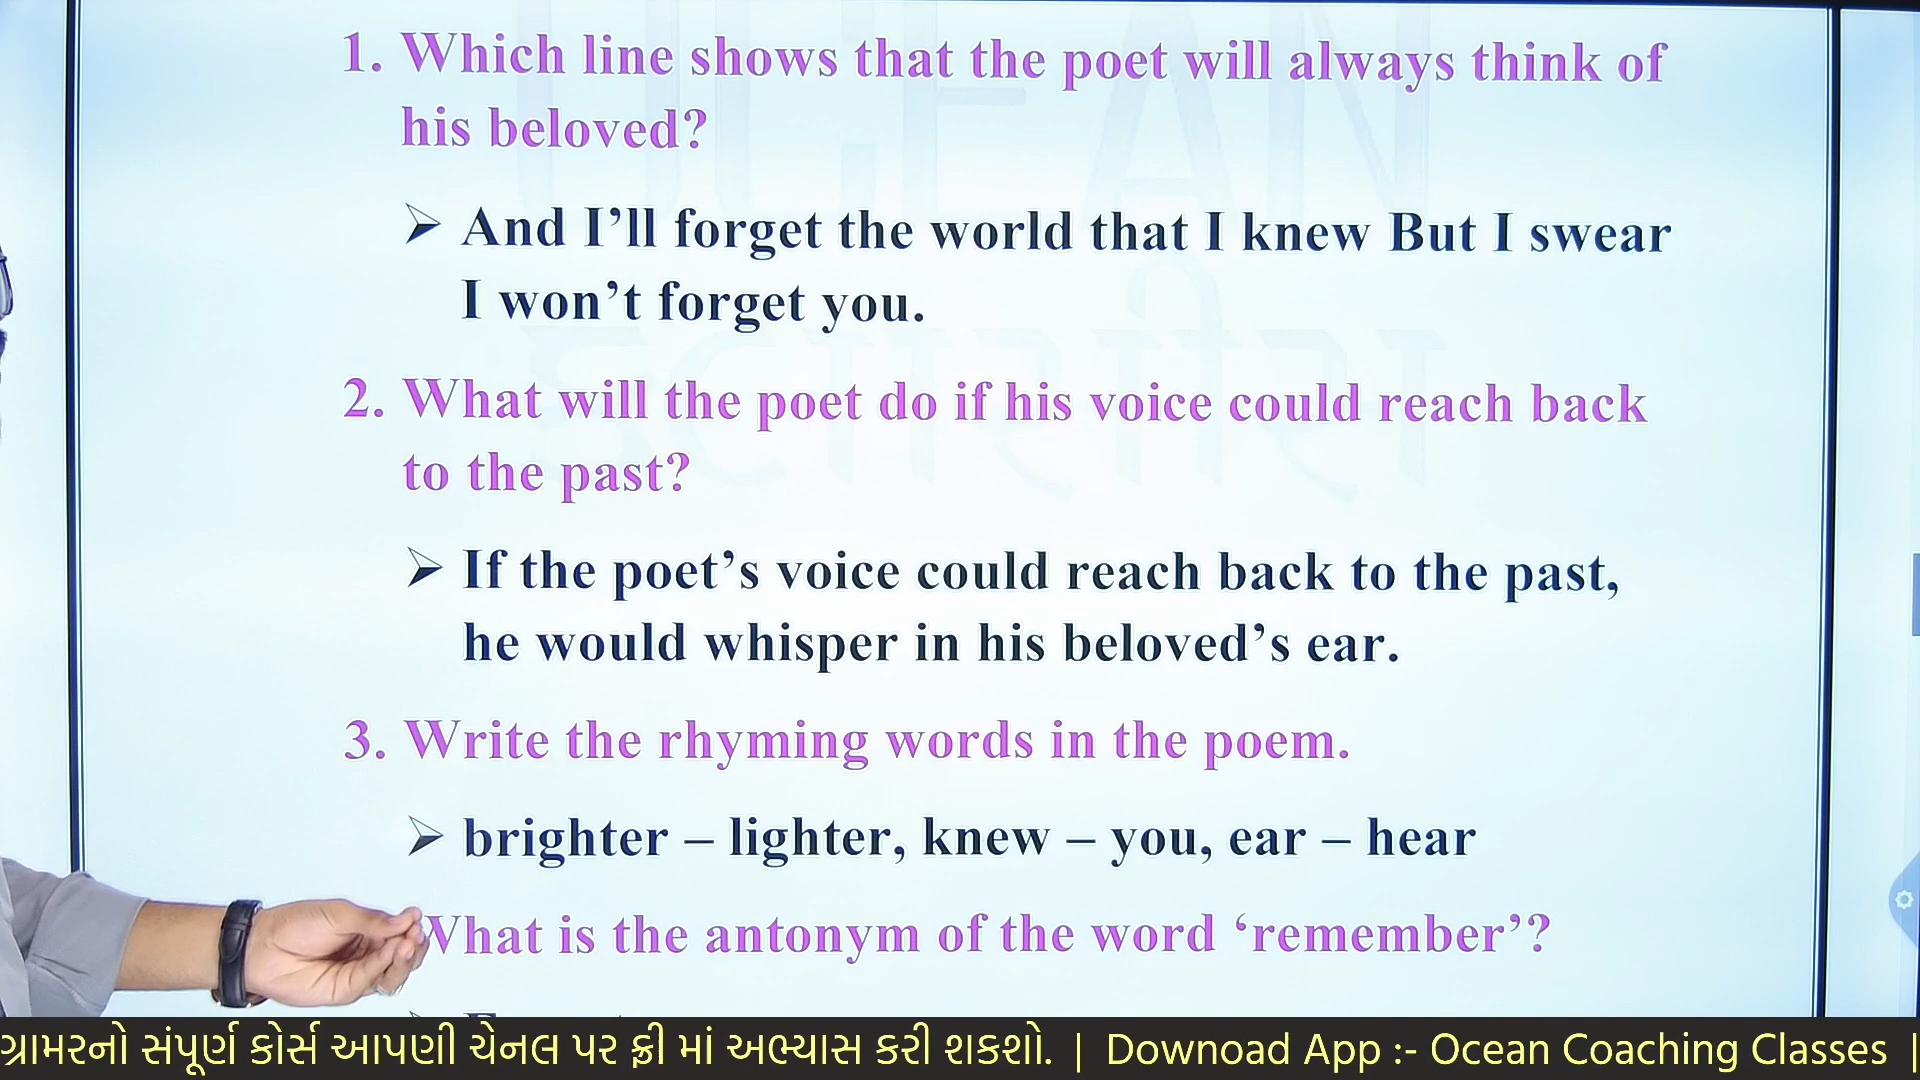 1. Which line shows that the poet will always think of
his beloved?
➢ And I’ll forget the world that I knew But I swear
I won’t forget you.
2. What will the poet do if his voice could reach back
to the past?
➢ If the poet’s voice could reach back to the past,
he would whisper in his beloved’s ear.
3. Write the rhyming words in the poem.
➢ brighter – lighter, knew – you, ear – hear
What is the antonym of the word ‘remember’?
ગ્રામરનો સંપૂર્ણ કોર્સ આપણી ચેનલ પર ફ્રી માં અભ્યાસ કરી શકશો. | Downoad App :- Ocean Coaching Classes |